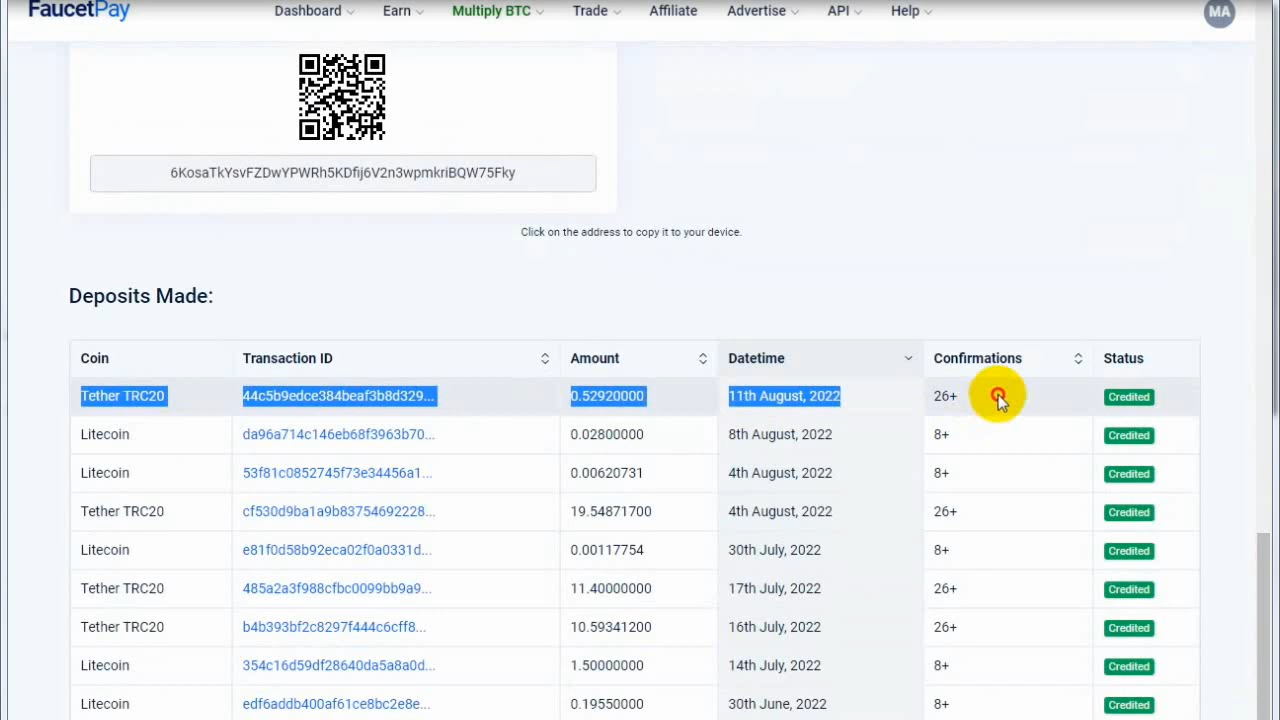 FaucetPay Dashboard Earn Multiply BTC Trade Affiliate Advertise API Help MA
6KosaTkYsvFZDwYPWRh5KDfij6V2n3wpmkriBQW75Fky
Click on the address to copy it to your device.
Deposits Made:
Coin Transaction ID Amount Datetime Confirmations Status
Tether TRC20 44c5b9edce384beaf3b8d329... 0.52920000 11th August, 2022 26+ Credited
Litecoin da96a714c146eb68f3963b70... 0.02800000 8th August, 2022 8+ Credited
Litecoin 53f81c0852745f73e34456a1... 0.00620731 4th August, 2022 8+ Credited
Tether TRC20 cf530d9ba1a9b83754692228... 19.54871700 4th August, 2022 26+ Credited
Litecoin e81f0d58b92eca02f0a0331d... 0.00117754 30th July, 2022 8+ Credited
Tether TRC20 485a2a3f988cfbc0099bb9a9... 11.40000000 17th July, 2022 26+ Credited
Tether TRC20 b4b393bf2c8297f444c6cff8... 10.59341200 16th July, 2022 26+ Credited
Litecoin 354c16d59df28640da5a8a0d... 1.50000000 14th July, 2022 8+ Credited
Litecoin edf6addb400af61ce8bc2e8e... 0.19550000 30th June, 2022 8+ Credited